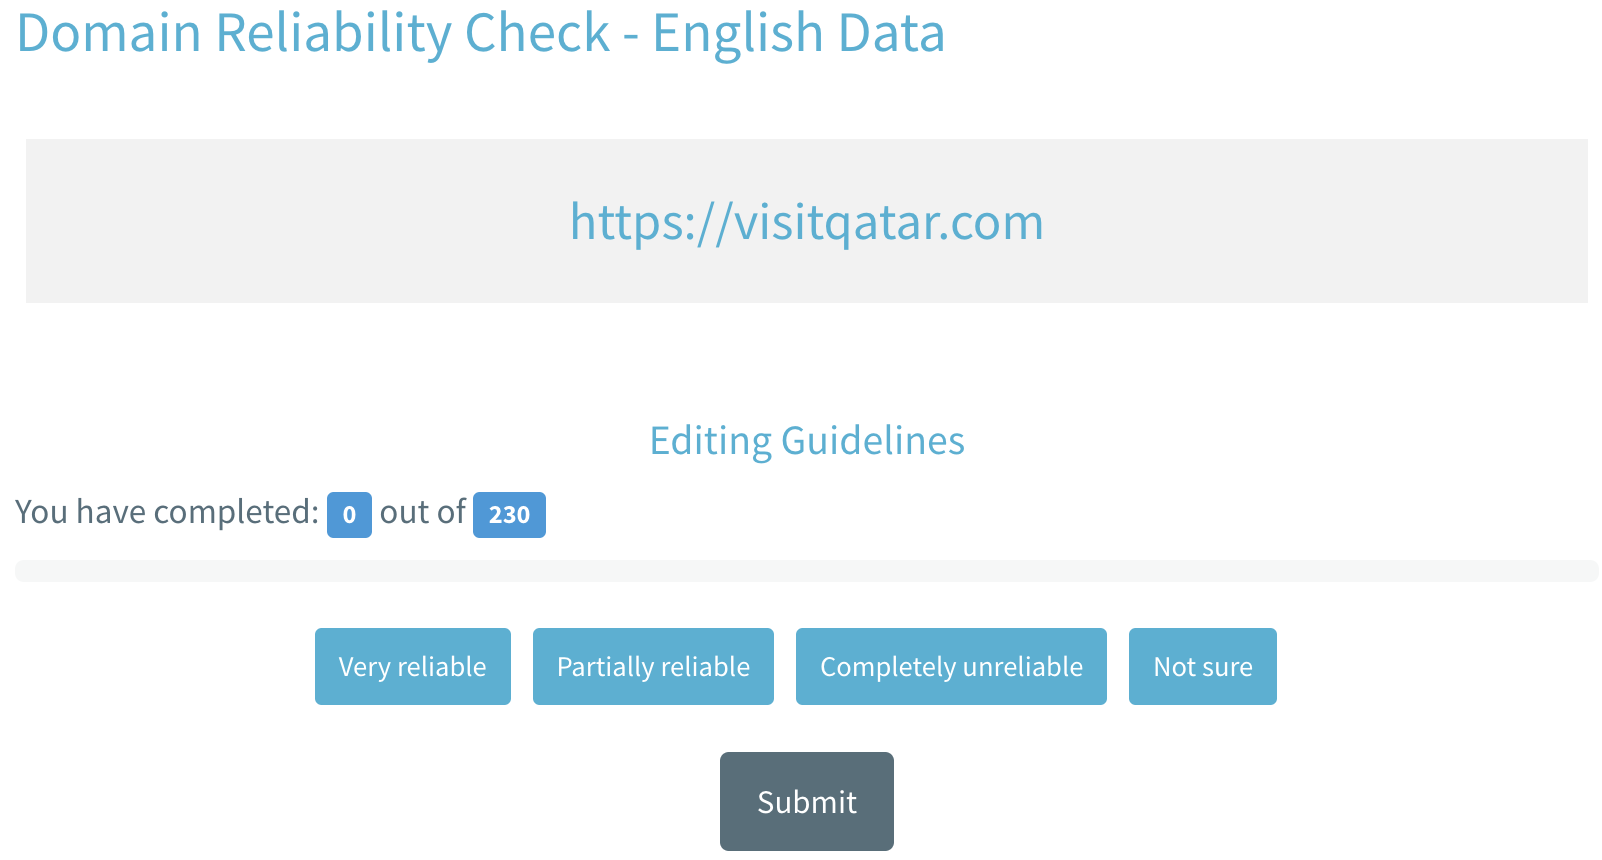 Domain Reliability Check - English Data
https://visitqatar.com
Editing Guidelines
You have completed: 0 out of 230
Very reliable Partially reliable Completely unreliable Not sure
Submit